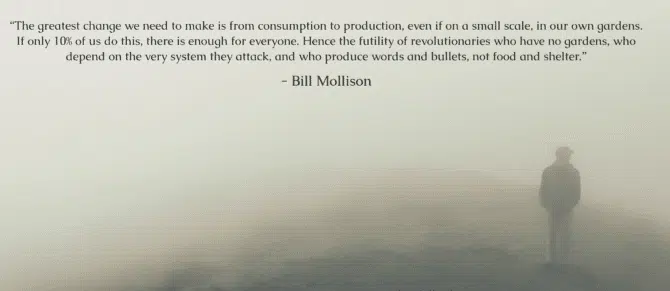 “The greatest change we need to make is from consumption to production, even if on a small scale, in our own gardens.
If only 10% of us do this, there is enough for everyone. Hence the futility of revolutionaries who have no gardens, who
depend on the very system they attack, and who produce words and bullets, not food and shelter.”
- Bill Mollison